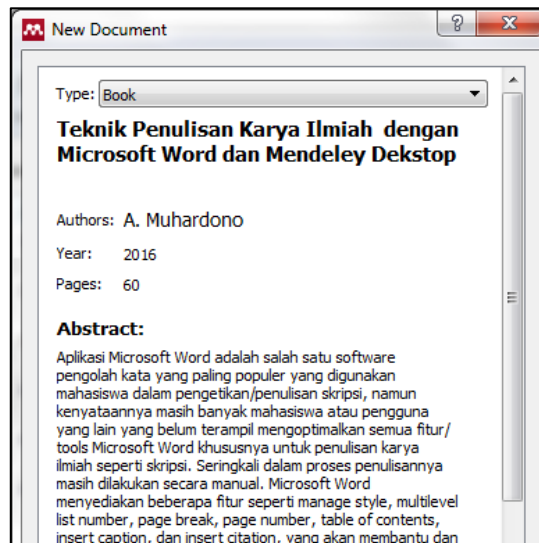 New Document
Type: Book
Teknik Penulisan Karya Ilmiah dengan
Microsoft Word dan Mendeley Dekstop
Authors: A. Muhardono
Year: 2016
Pages: 60
Abstract:
Aplikasi Microsoft Word adalah salah satu software
pengolah kata yang paling populer yang digunakan
mahasiswa dalam pengetikan/penulisan skripsi, namun
kenyataannya masih banyak mahasiswa atau pengguna
yang lain yang belum terampil mengoptimalkan semua fitur/
tools Microsoft Word khususnya untuk penulisan karya
ilmiah seperti skripsi. Seringkali dalam proses penulisannya
masih dilakukan secara manual. Microsoft Word
menyediakan beberapa fitur seperti manage style, multilevel
list number, page break, page number, table of contents,
insert caption, dan insert citation, yang akan membantu dan